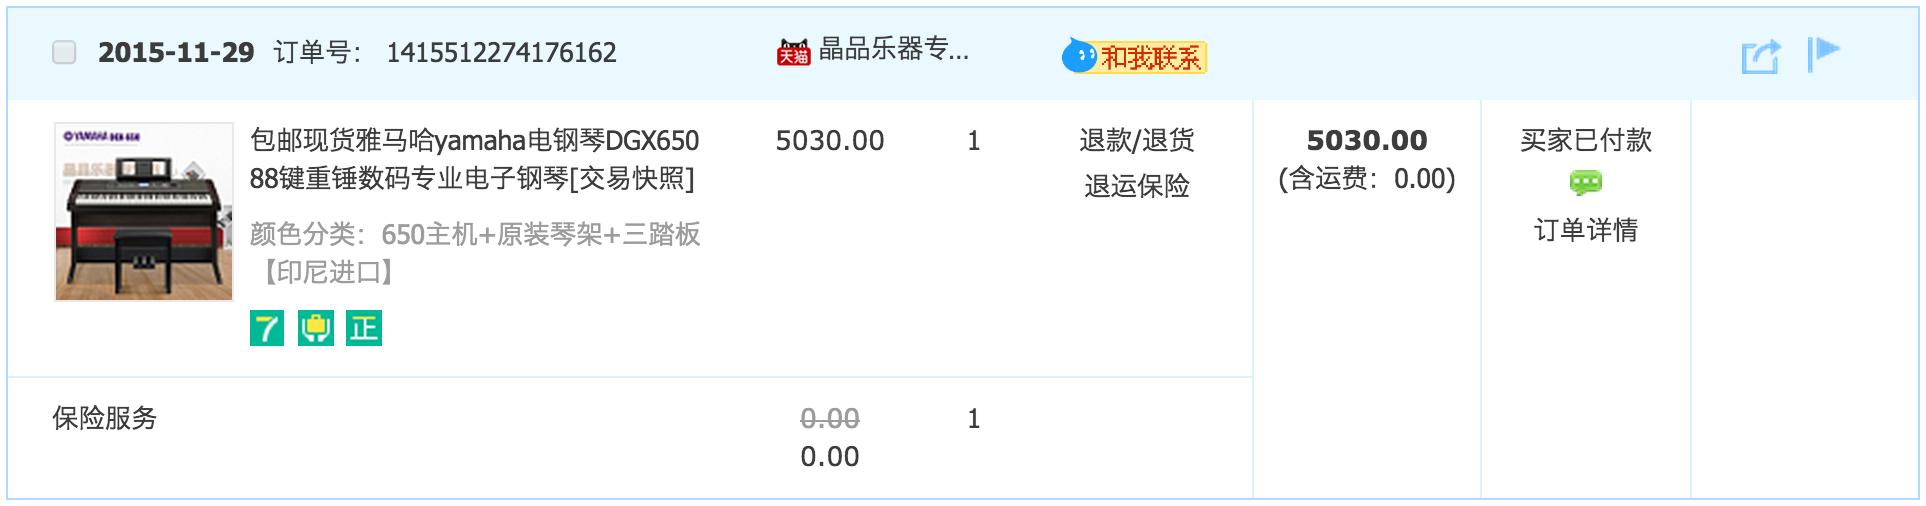 2015-11-29 订单号： 1415512274176162
天猫 晶品乐器专...
和我联系
YAMAHA DGX-650
包邮现货雅马哈yamaha电钢琴DGX650
88键重锤数码专业电子钢琴[交易快照]
颜色分类：650主机+原装琴架+三踏板
【印尼进口】
7 正
5030.00
1
退款/退货
退运保险
5030.00
(含运费：0.00)
买家已付款
订单详情
保险服务
0.00
0.00
1